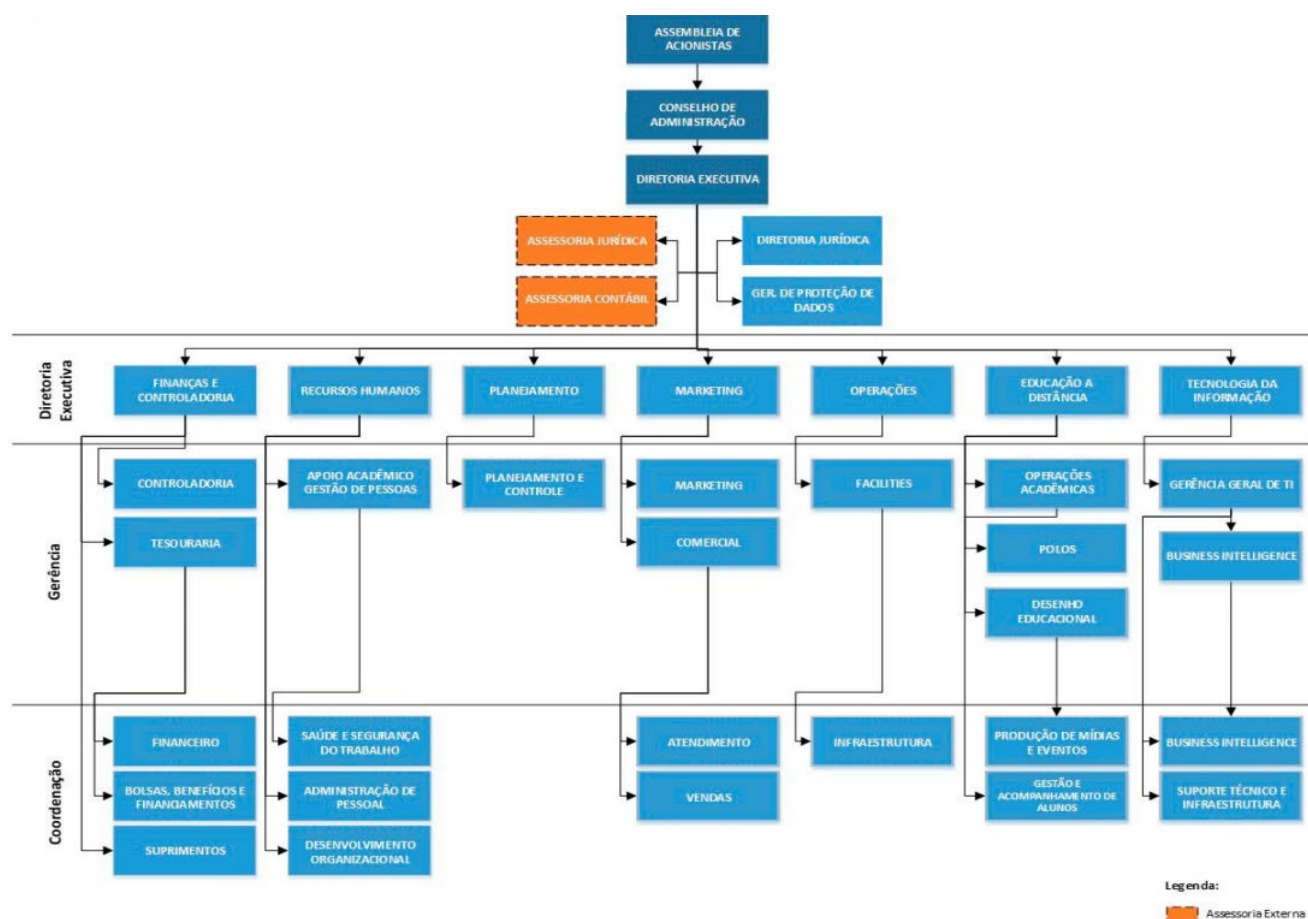 ASSEMBLEIA DE
ACIONISTAS
CONSELHO DE
ADMINISTRAÇÃO
DIRETORIA EXECUTIVA
ASSESSORIA JURÍDICA
DIRETORIA JURÍDICA
ASSESSORIA CONTÁBIL
GER. DE PROTEÇÃO DE
DADOS
Diretoria
Executiva
FINANÇAS E
CONTROLADORIA
RECURSOS HUMANOS
PLANEJAMENTO
MARKETING
OPERAÇÕES
EDUCAÇÃO A
DISTÂNCIA
TECNOLOGIA DA
INFORMAÇÃO
Gerência
CONTROLADORIA
APOIO ACADÊMICO
GESTÃO DE PESSOAS
PLANEJAMENTO E
CONTROLE
MARKETING
FACILITIES
OPERAÇÕES
ACADÊMICAS
GERÊNCIA GERAL DE TI
TESOURARIA
COMERCIAL
POLOS
BUSINESS INTELLIGENCE
DESENHO
EDUCACIONAL
Coordenação
FINANCEIRO
SAÚDE E SEGURANÇA
DO TRABALHO
ATENDIMENTO
INFRAESTRUTURA
PRODUÇÃO DE MÍDIAS
E EVENTOS
BUSINESS INTELLIGENCE
BOLSAS, BENEFÍCIOS E
FINANCIAMENTOS
ADMINISTRAÇÃO DE
PESSOAL
VENDAS
GESTÃO E
ACOMPANHAMENTO DE
ALUNOS
SUPORTE TÉCNICO E
INFRAESTRUTURA
SUPRIMENTOS
DESENVOLVIMENTO
ORGANIZACIONAL
Legenda:
Assessoria Externa